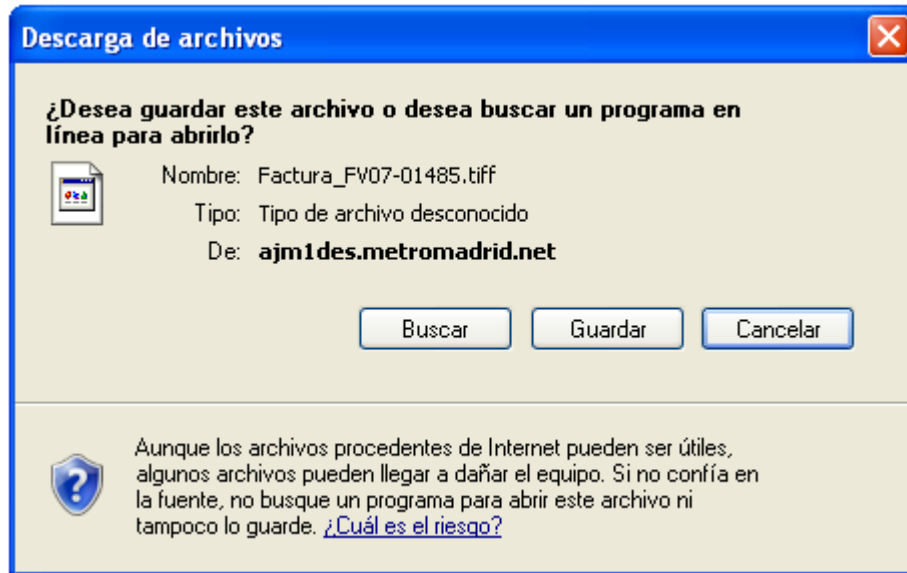 Descarga de archivos
¿Desea guardar este archivo o desea buscar un programa en
línea para abrirlo?
Nombre: Factura_FV07-01485.tiff
Tipo: Tipo de archivo desconocido
De: ajm1des.metromadrid.net
Buscar Guardar Cancelar
Aunque los archivos procedentes de Internet pueden ser útiles,
algunos archivos pueden llegar a dañar el equipo. Si no confía en
la fuente, no busque un programa para abrir este archivo ni
tampoco lo guarde. ¿Cuál es el riesgo?